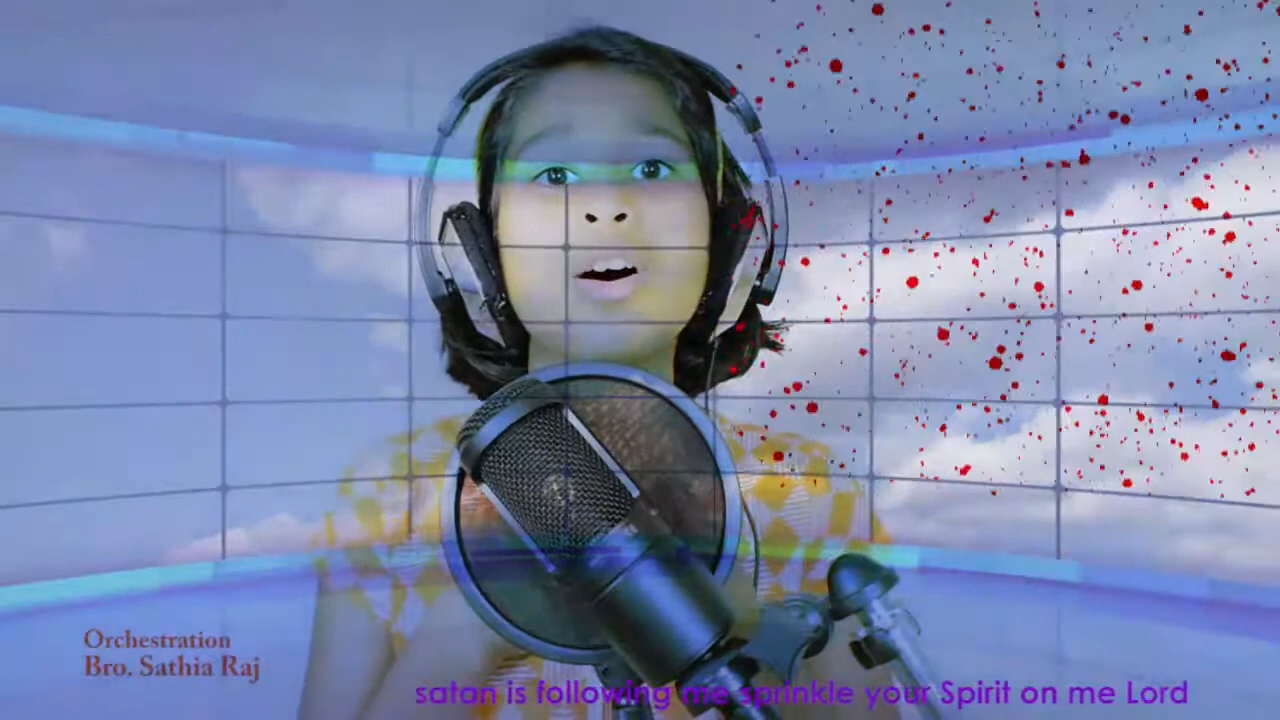 Orchestration
Bro. Sathia Raj
satan is following me sprinkle your Spirit on me Lord